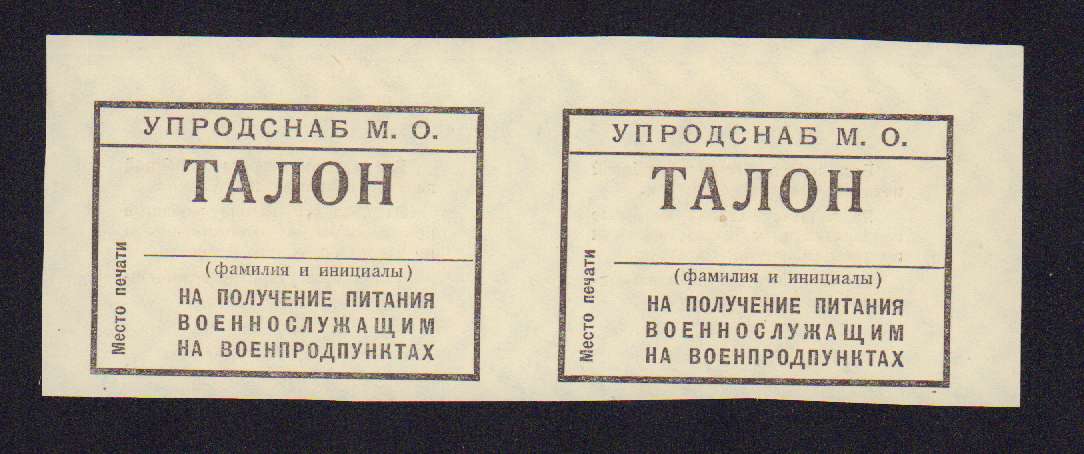 УПРОДСНАБ М. О.
ТАЛОН
(фамилия и инициалы)
НА ПОЛУЧЕНИЕ ПИТАНИЯ
ВОЕННОСЛУЖАЩИМ
НА ВОЕНПРОДПУНКТАХ
Место печати
УПРОДСНАБ М. О.
ТАЛОН
(фамилия и инициалы)
НА ПОЛУЧЕНИЕ ПИТАНИЯ
ВОЕННОСЛУЖАЩИМ
НА ВОЕНПРОДПУНКТАХ
Место печати